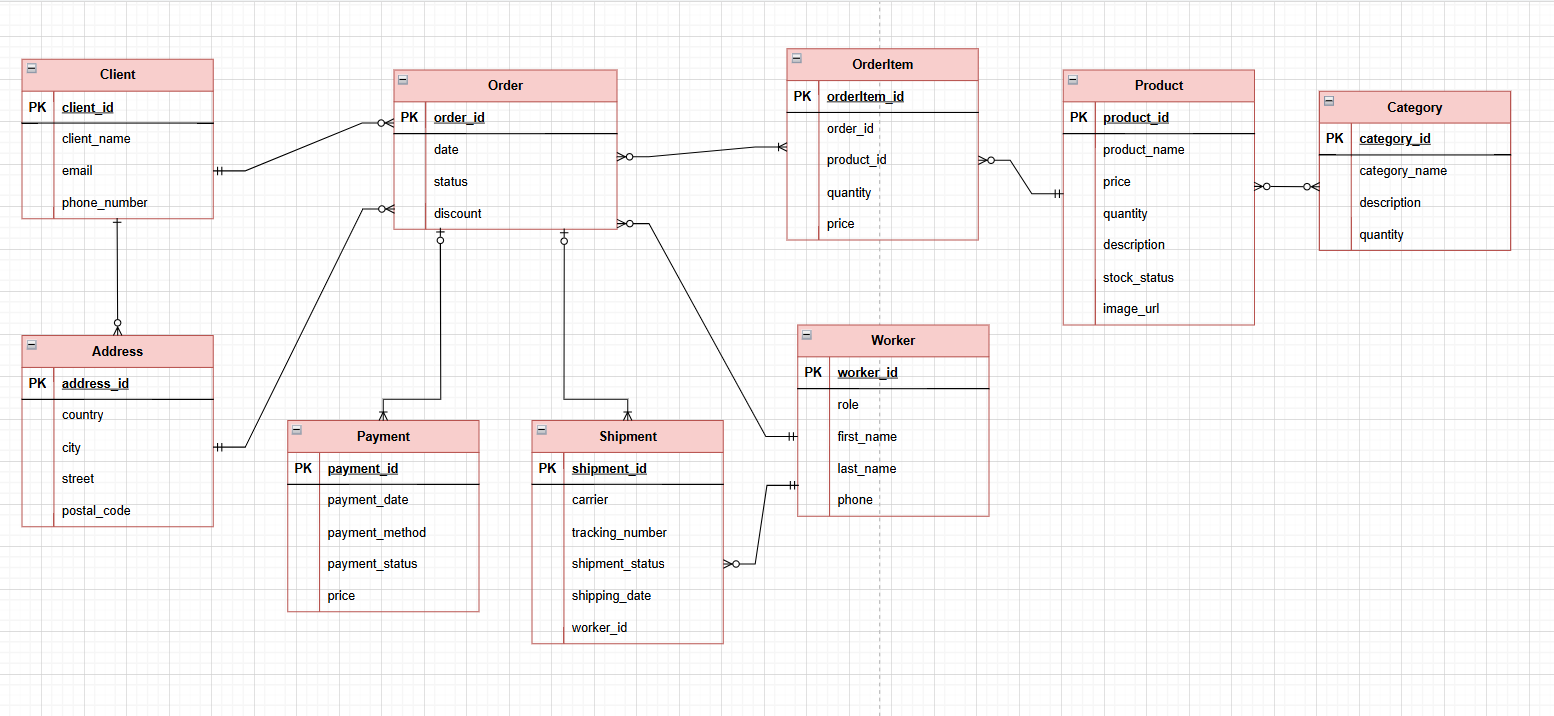 Client
PK client_id
client_name
email
phone_number
Order
PK order_id
date
status
discount
OrderItem
PK orderItem_id
order_id
product_id
quantity
price
Product
PK product_id
product_name
price
quantity
description
stock_status
image_url
Category
PK category_id
category_name
description
quantity
Address
PK address_id
country
city
street
postal_code
Payment
PK payment_id
payment_date
payment_method
payment_status
price
Shipment
PK shipment_id
carrier
tracking_number
shipment_status
shipping_date
worker_id
Worker
PK worker_id
role
first_name
last_name
phone